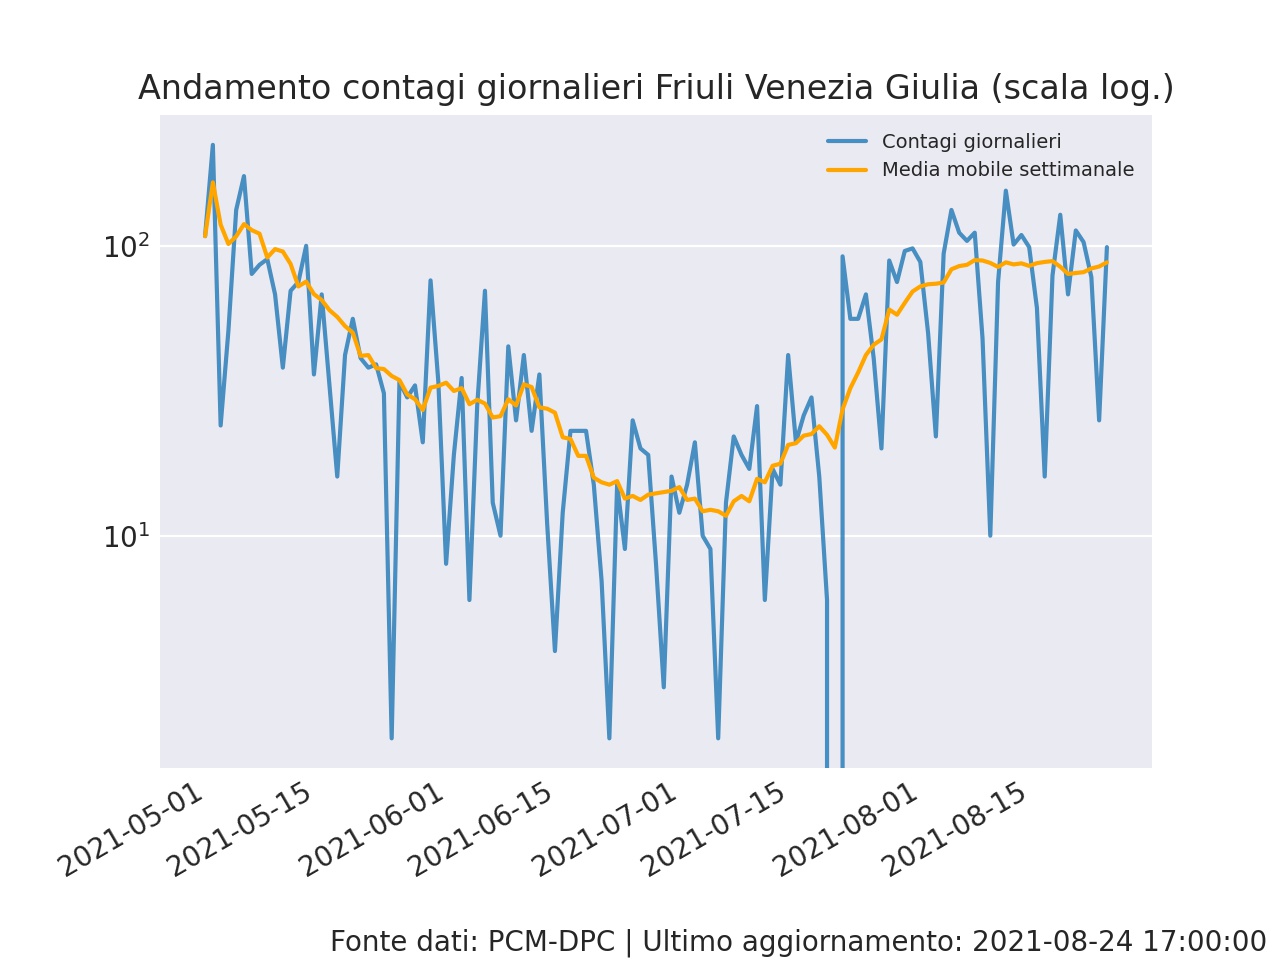 Andamento contagi giornalieri Friuli Venezia Giulia (scala log.)
Contagi giornalieri
Media mobile settimanale
10²
10¹
2021-05-01
2021-05-15
2021-06-01
2021-06-15
2021-07-01
2021-07-15
2021-08-01
2021-08-15
Fonte dati: PCM-DPC | Ultimo aggiornamento: 2021-08-24 17:00:00